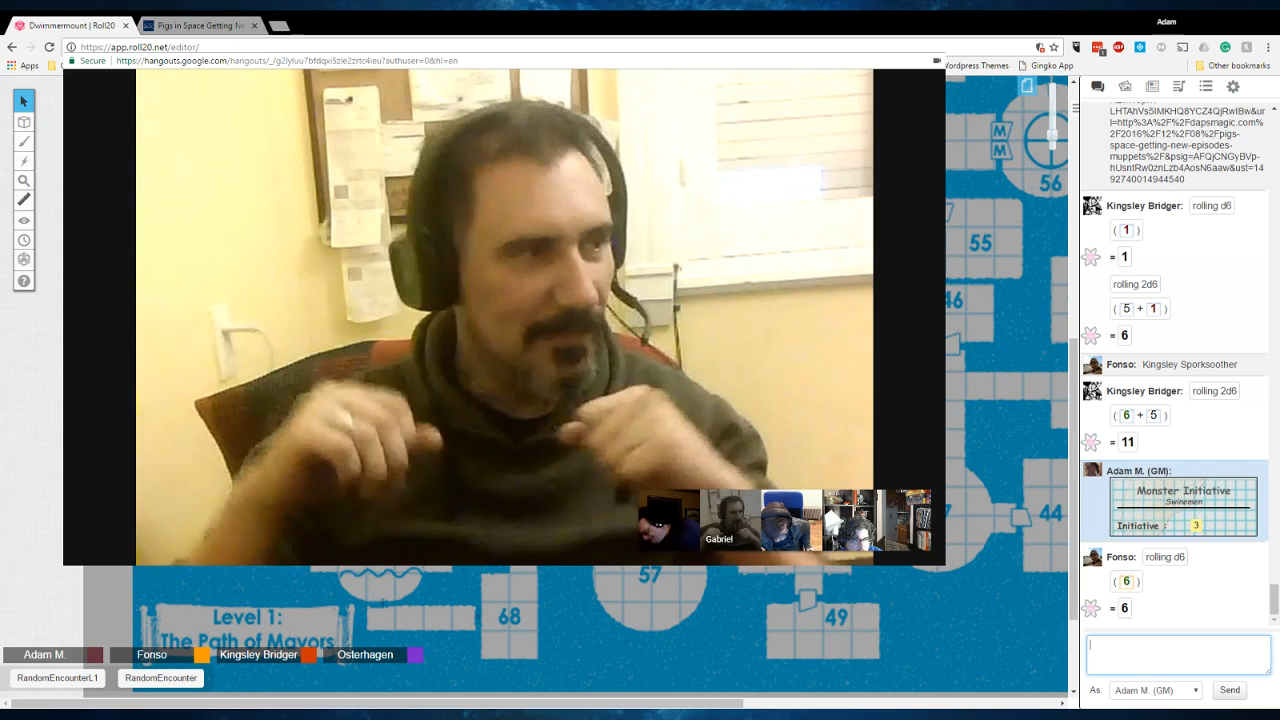 Adam
Dwimmermount | Roll20
Pigs in Space Getting Ne
https://app.roll20.net/editor/
Secure
https://hangouts.google.com/hangouts/_/g2lyluu7bfdqxi5zle2zrtc4ieu?authuser=0&hl=en
Apps
Wordpress Themes
Gingko App
Other bookmarks
LHTAhVs5IMKHQ8YCZ4QjRwIBw&ur
l=http%3A%2F%2Fdapsmagic.com
%2F2016%2F12%2F08%2Fpigs-
space-getting-new-episodes-
muppets%2F&psig=AFQjCNGyBVp-
hUsntRw0znLzb4AosN6aaw&ust=14
92740014944540
Kingsley Bridger: rolling d6
( 1 )
= 1
rolling 2d6
( 5 + 1 )
= 6
Fonso: Kingsley Sporksoother
Kingsley Bridger: rolling 2d6
( 6 + 5 )
= 11
Adam M. (GM):
Monster Initiative
Swinemen
Initiative : 3
Fonso: rolling d6
( 6 )
= 6
As: Adam M. (GM)
Send
M
M
56
55
46
44
57
68
49
Level 1:
The Path of Mavors
Gabriel
Adam M.
Fonso
Kingsley Bridger
Osterhagen
RandomEncounterL1
RandomEncounter